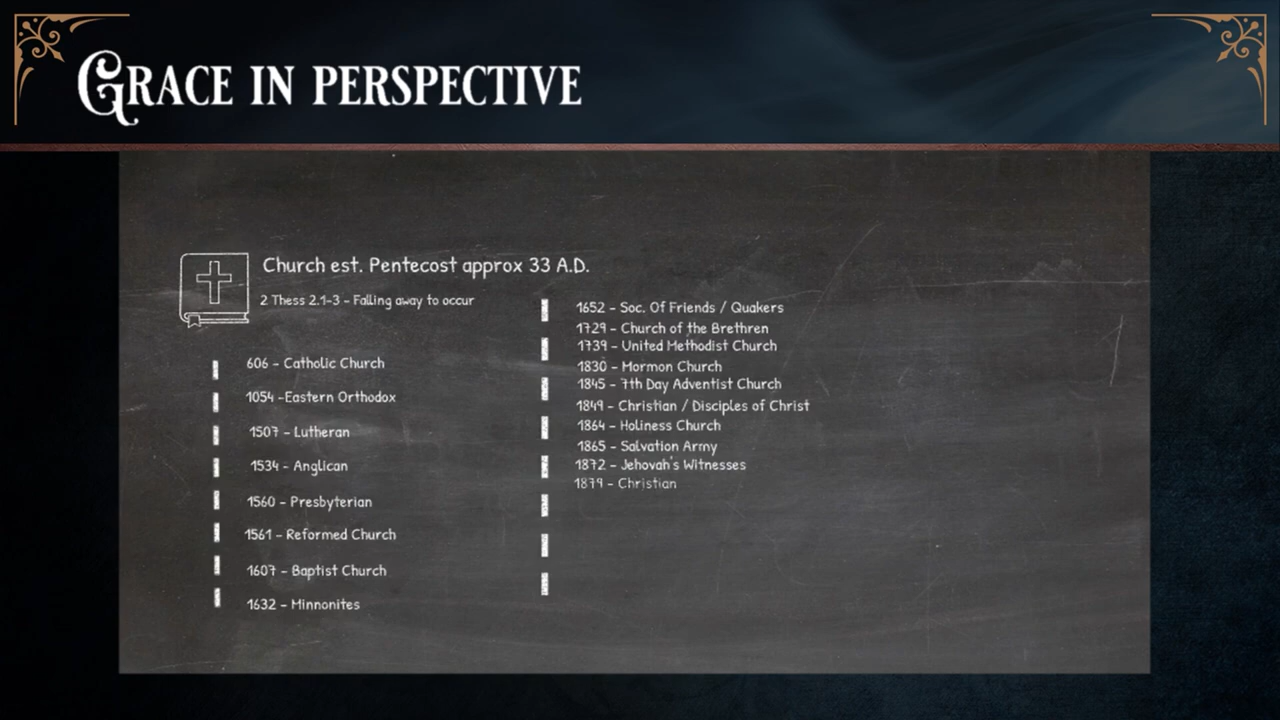 Grace in perspective
Church est. Pentecost approx 33 A.D.
2 Thess 2.1-3 - Falling away to occur
606 - Catholic Church
1054 -Eastern Orthodox
1507 - Lutheran
1534 - Anglican
1560 - Presbyterian
1561 - Reformed Church
1607 - Baptist Church
1632 - Minnonites
1652 - Soc. Of Friends / Quakers
1729 - Church of the Brethren
1739 - United Methodist Church
1830 - Mormon Church
1845 - 7th Day Adventist Church
1849 - Christian / Disciples of Christ
1864 - Holiness Church
1865 - Salvation Army
1872 - Jehovah's Witnesses
1879 - Christian